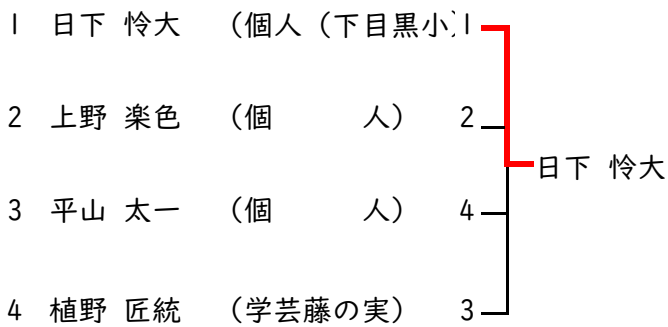 1 日下 怜大 （個人（下目黒小）1
2 上野 楽色 （個 人） 2
日下 怜大
3 平山 太一 （個 人） 4
4 植野 匠統 （学芸藤の実） 3